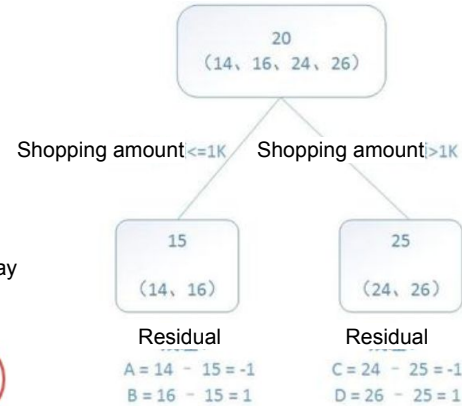 20
(14、16、24、26)
Shopping amount<=1K
Shopping amount>1K
ay
15
(14、16)
25
(24、26)
Residual
A = 14 - 15 = -1
B = 16 - 15 = 1
Residual
C = 24 - 25 = -1
D = 26 - 25 = 1